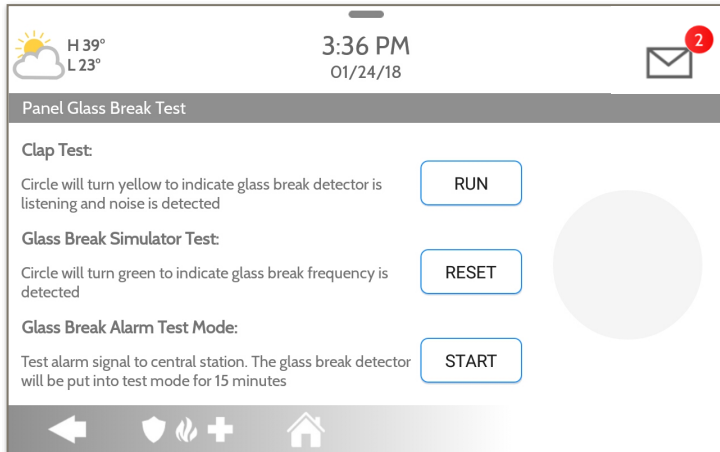 H 39°
L 23°
3:36 PM
01/24/18
2
Panel Glass Break Test
Clap Test:
Circle will turn yellow to indicate glass break detector is
listening and noise is detected
RUN
Glass Break Simulator Test:
Circle will turn green to indicate glass break frequency is
detected
RESET
Glass Break Alarm Test Mode:
Test alarm signal to central station. The glass break detector
will be put into test mode for 15 minutes
START